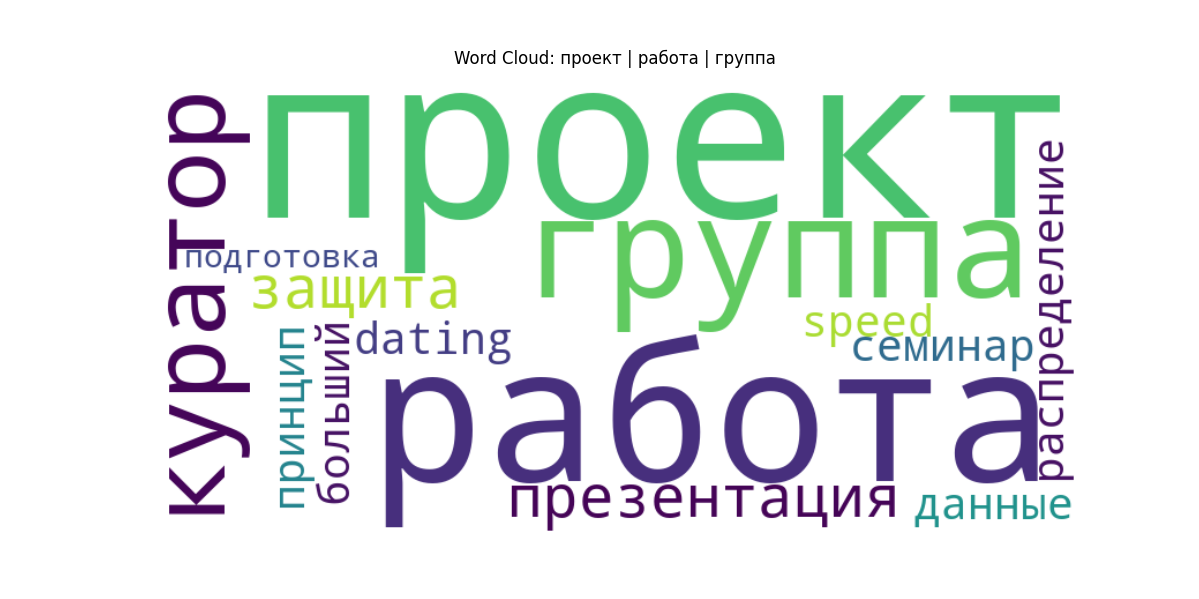 Word Cloud: проект | работа | группа
куратор
проект
группа
распределение
подготовка
защита
speed
dating
семинар
принцип
больший
работа
презентация
данные